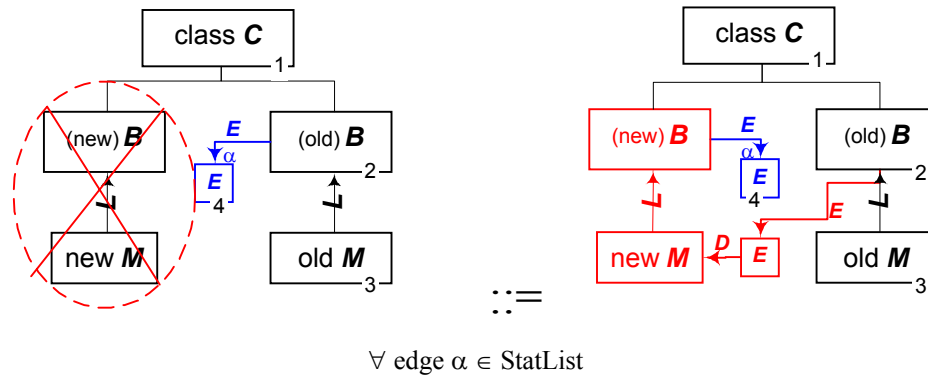 class C
1
class C
1
(new) B
E
(old) B
α
E
4
2
(new) B
E
(old) B
α
E
4
2
L
L
L
E
new M
old M
3
new M
D
E
old M
3
::=
∀ edge α ∈ StatList